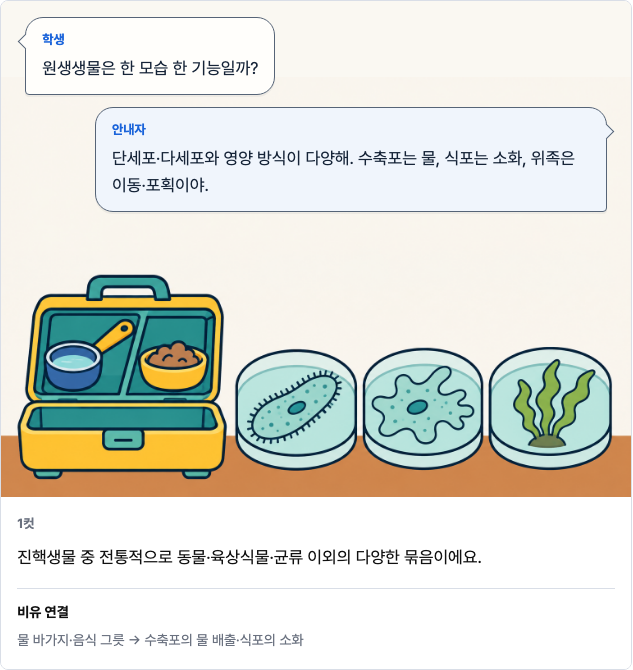 학생
원생생물은 한 모습 한 기능일까?
안내자
단세포·다세포와 영양 방식이 다양해. 수축포는 물, 식포는 소화, 위족은
이동·포획이야.
1컷
진핵생물 중 전통적으로 동물·육상식물·균류 이외의 다양한 묶음이에요.
비유 연결
물 바가지·음식 그릇 → 수축포의 물 배출·식포의 소화